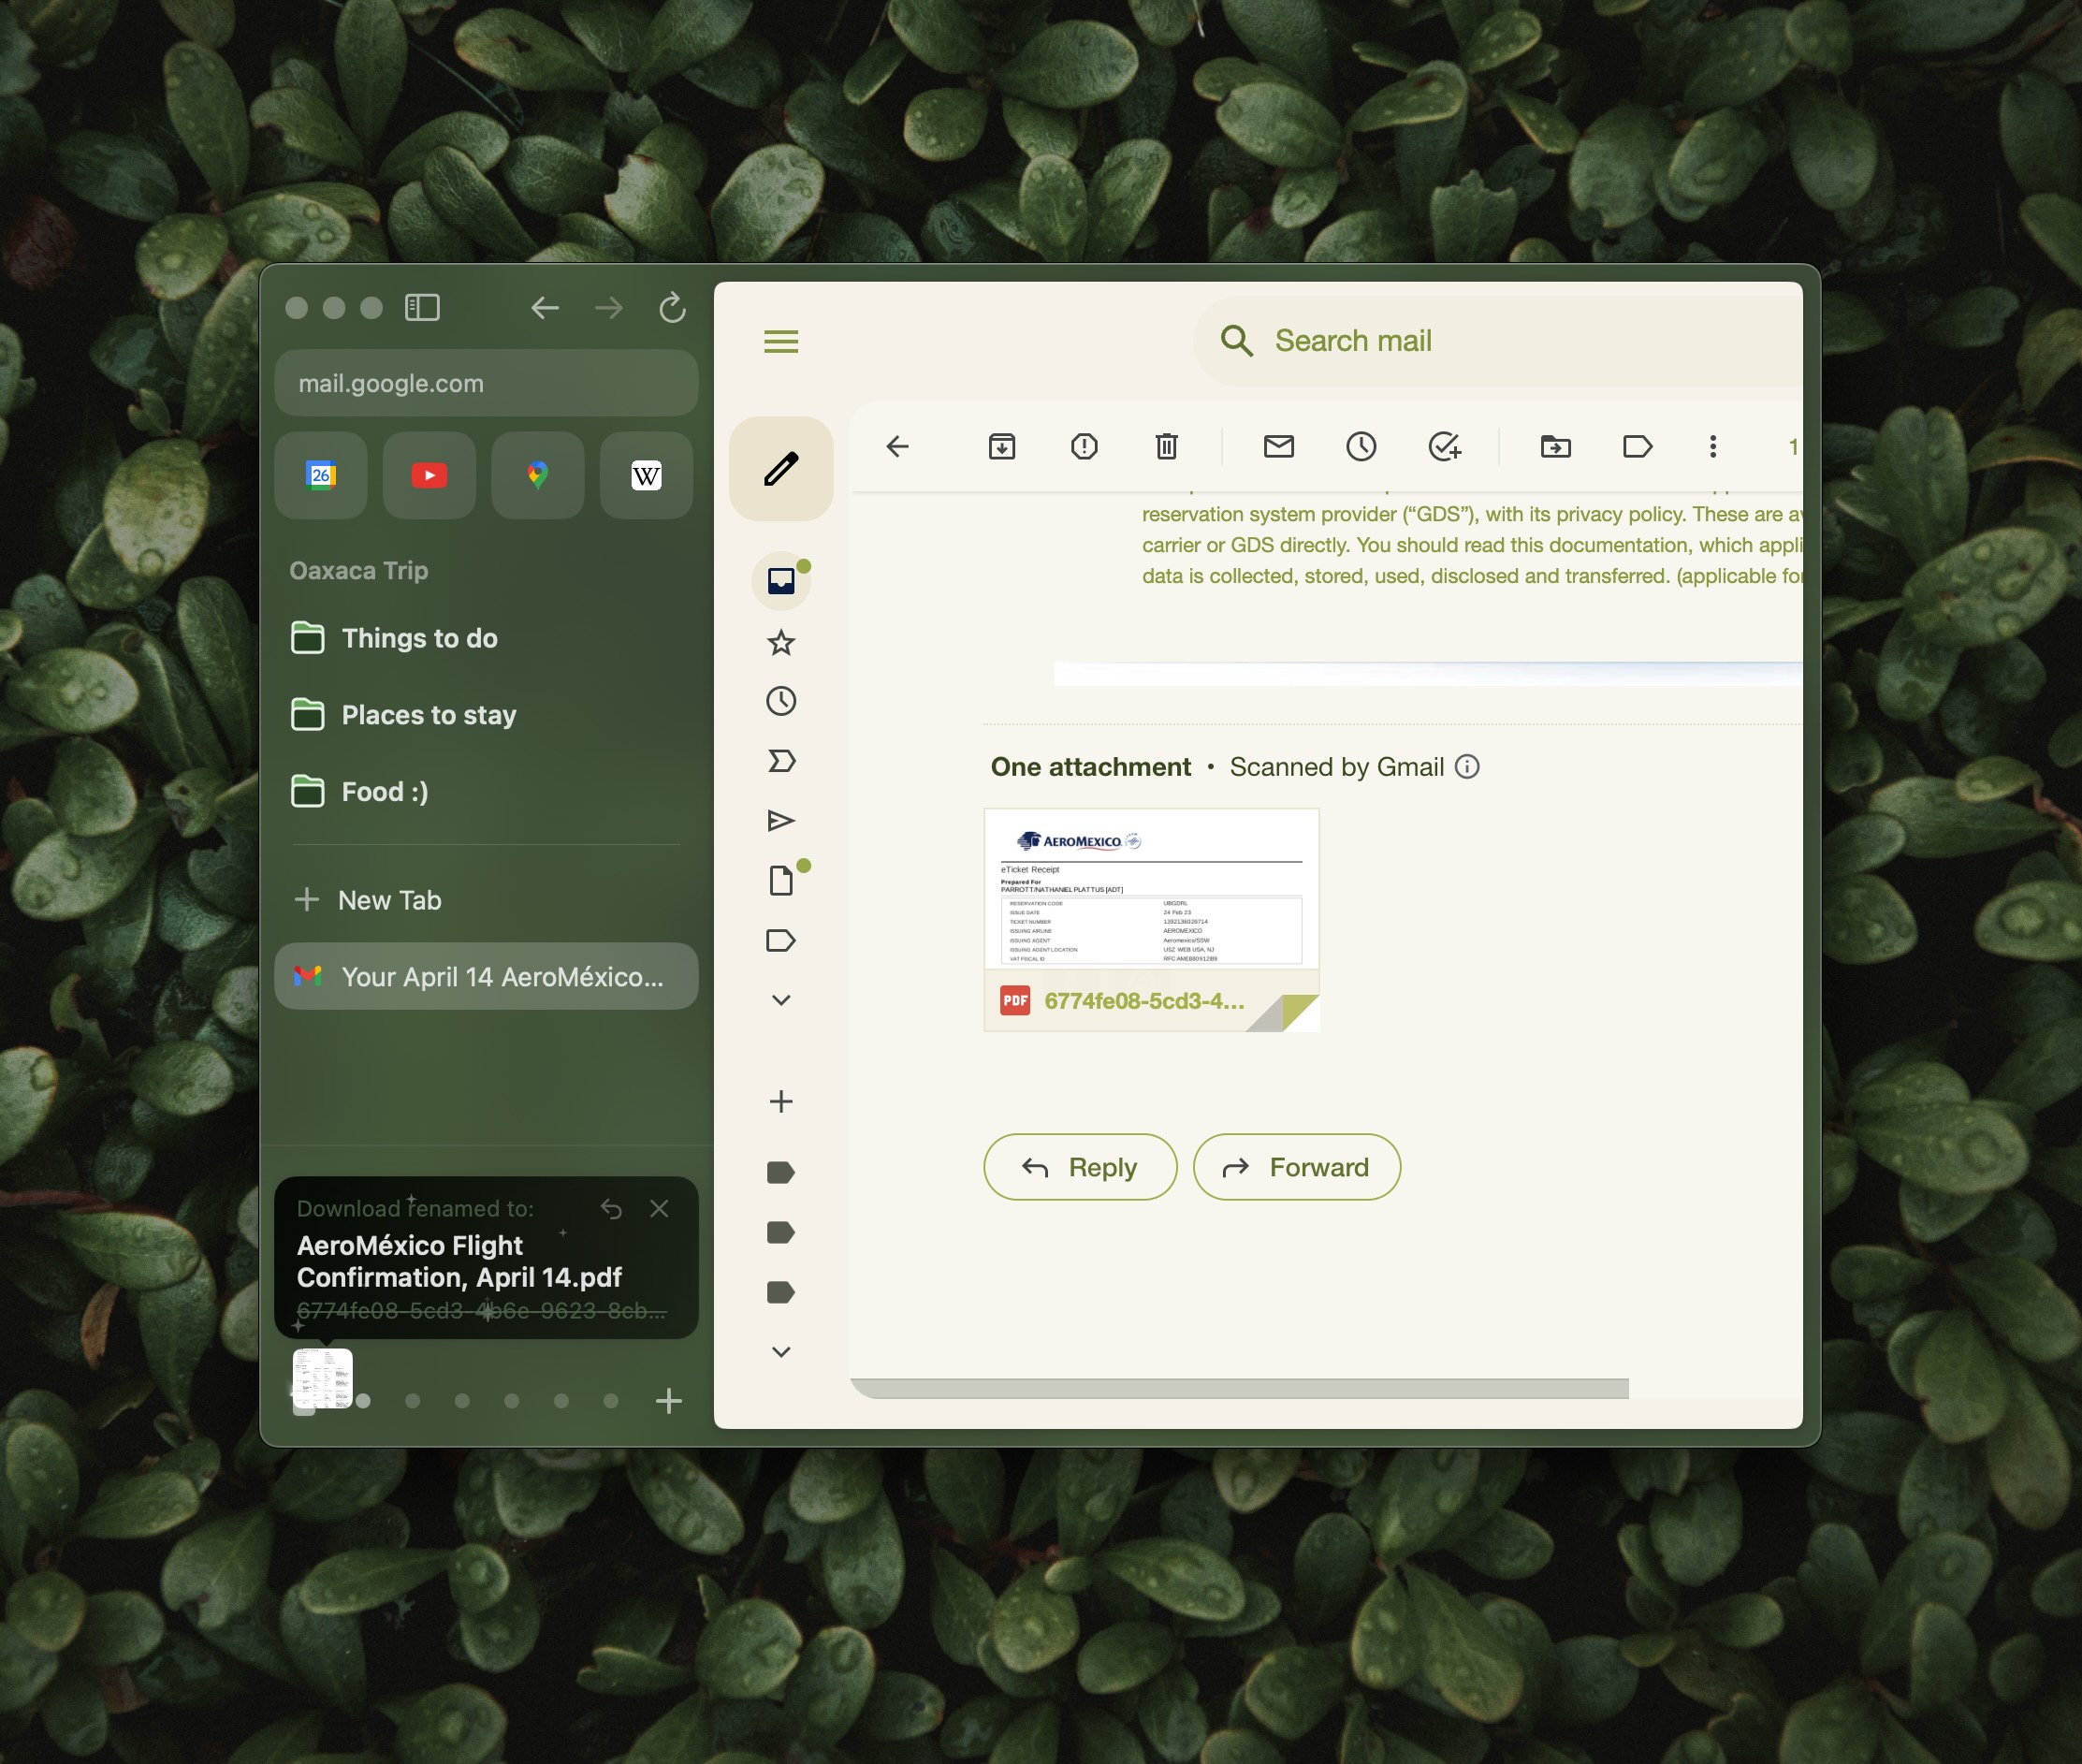 mail.google.com
26
W
Oaxaca Trip
Things to do
Places to stay
Food :)
New Tab
Your April 14 AeroMéxico...
Download renamed to:
AeroMéxico Flight
Confirmation, April 14.pdf
6774fe08-5cd3-4b6e-9623-8cb...
Search mail
1
reservation system provider (“GDS”), with its privacy policy. These are av
carrier or GDS directly. You should read this documentation, which appli
data is collected, stored, used, disclosed and transferred. (applicable for
One attachment • Scanned by Gmail
AEROMEXICO
eTicket Receipt
Prepared For
PARROTT/NATHANIEL PLATTUS [ADT]
RESERVATION CODE UBGDRL
ISSUE DATE 24 Feb 23
TICKET NUMBER 1392136026714
ISSUING AIRLINE AEROMEXICO
ISSUING AGENT Aeromexico/SSW
ISSUING AGENT LOCATION USZ WEB USA, NJ
VAT FISCAL ID
PDF 6774fe08-5cd3-4...
Reply
Forward